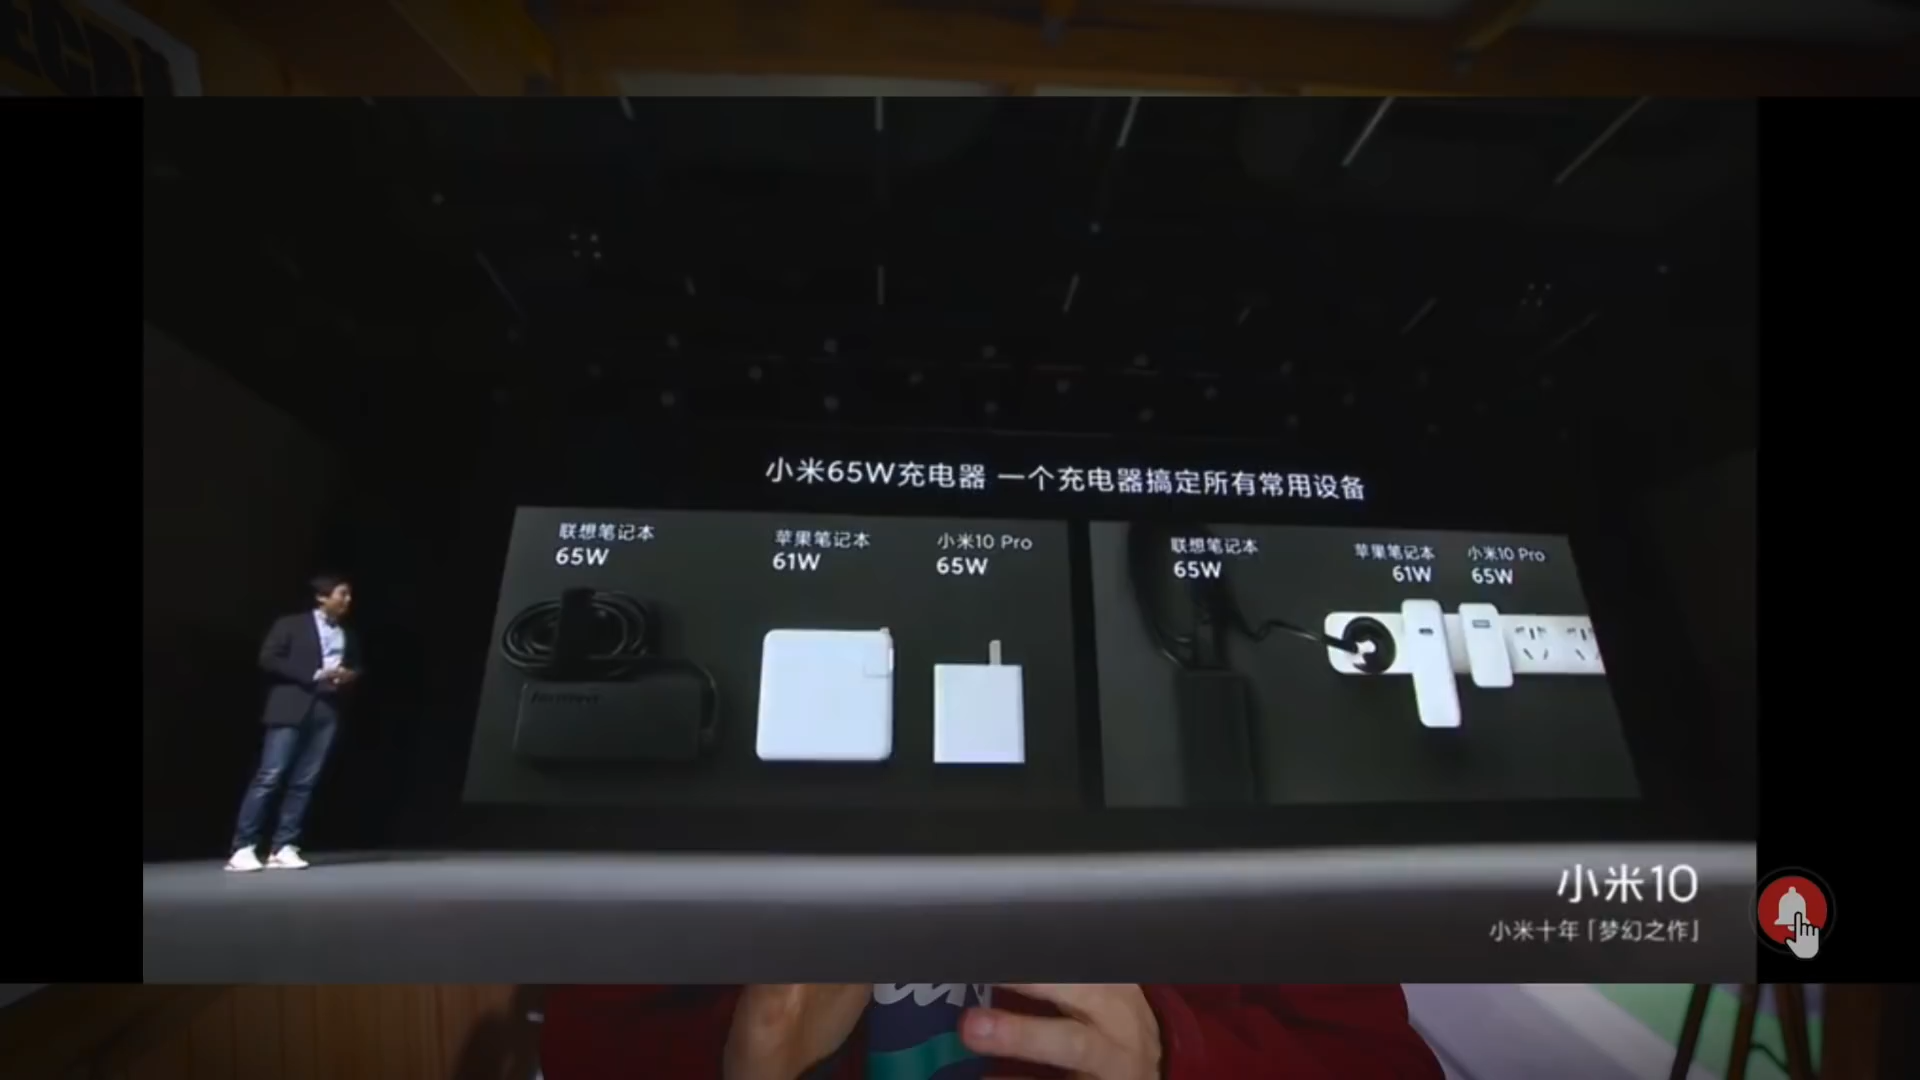 小米65W充电器 一个充电器搞定所有常用设备
联想笔记本
65W
苹果笔记本
61W
小米10 Pro
65W
联想笔记本
65W
苹果笔记本
61W
小米10 Pro
65W
小米10
小米十年「梦幻之作」